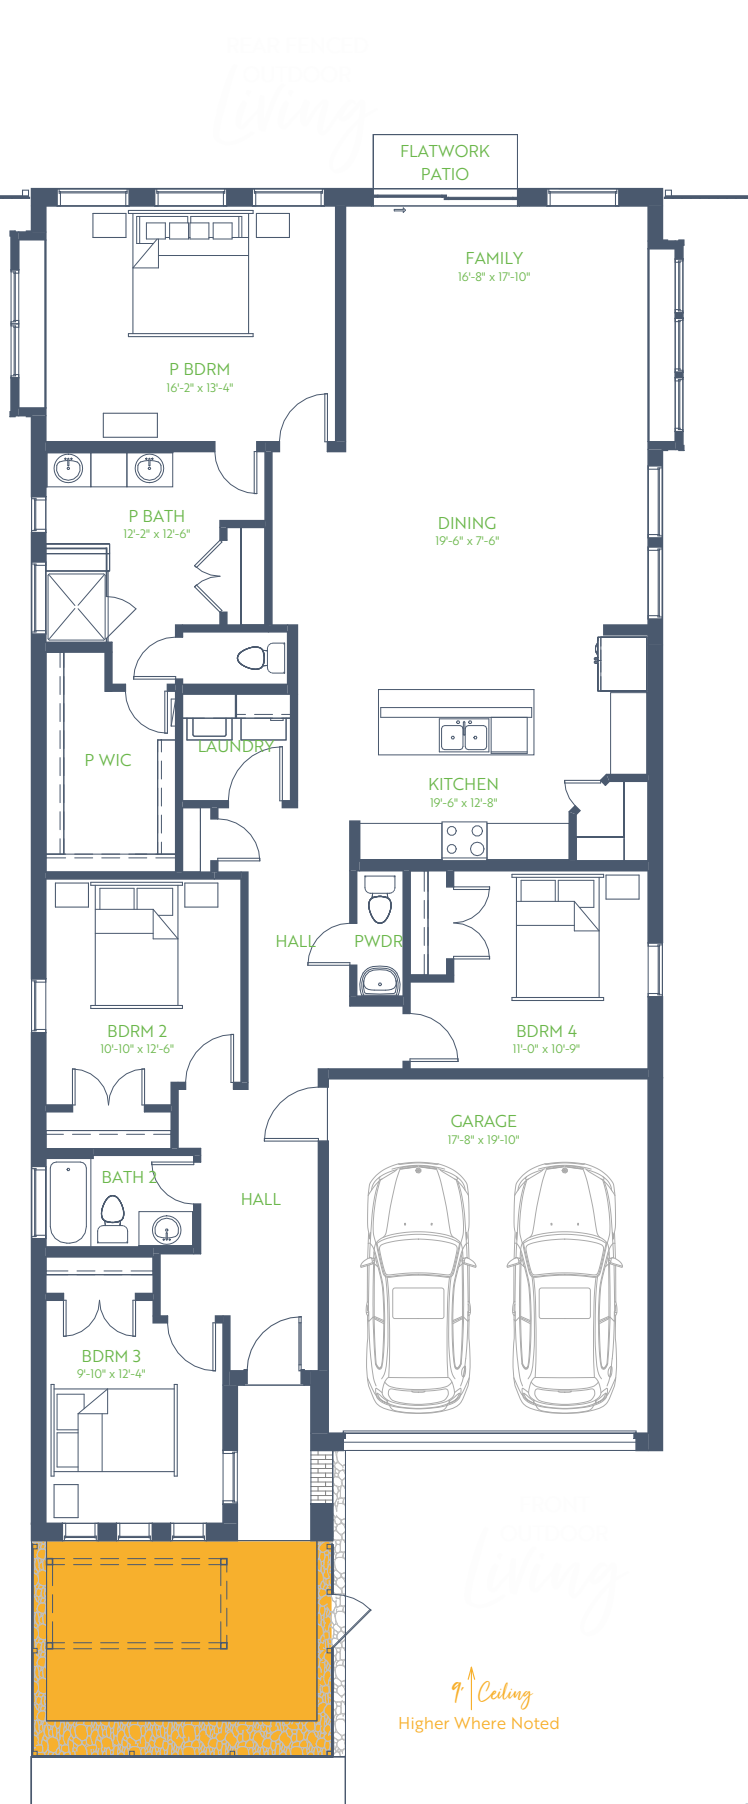 FLATWORK
PATIO
FAMILY
16'-8" x 17'-10"
P BDRM
16'-2" x 13'-4"
P BATH
12'-2" x 12'-6"
DINING
19'-6" x 7'-6"
LAUNDRY
P WIC
KITCHEN
19'-6" x 12'-8"
HALL
PWDR
BDRM 2
10'-10" x 12'-6"
BDRM 4
11'-0" x 10'-9"
GARAGE
17'-8" x 19'-10"
BATH 2
HALL
BDRM 3
9'-10" x 12'-4"
Living
9' Ceiling
Higher Where Noted